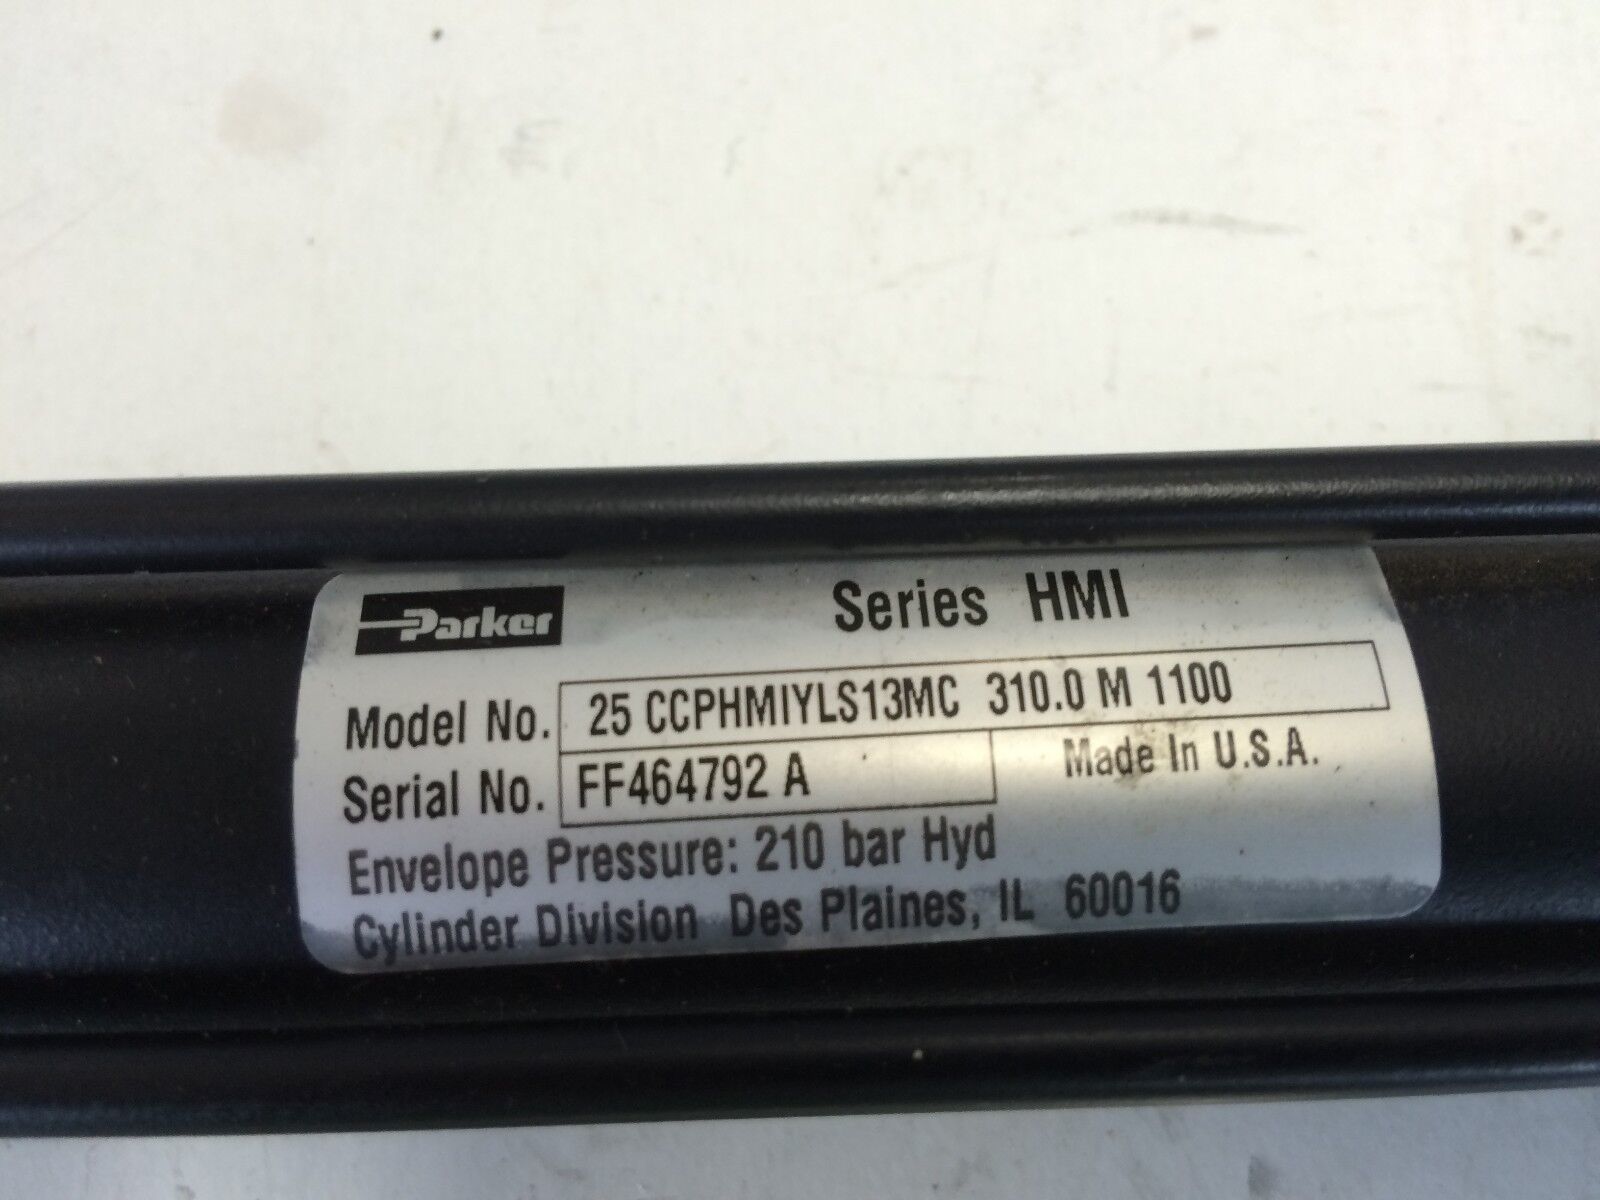 Parker Series HMI
Model No. 25 CCPHMIYLS13MC 310.0 M 1100
Serial No. FF464792 A Made In U.S.A.
Envelope Pressure: 210 bar Hyd
Cylinder Division Des Plaines, IL 60016